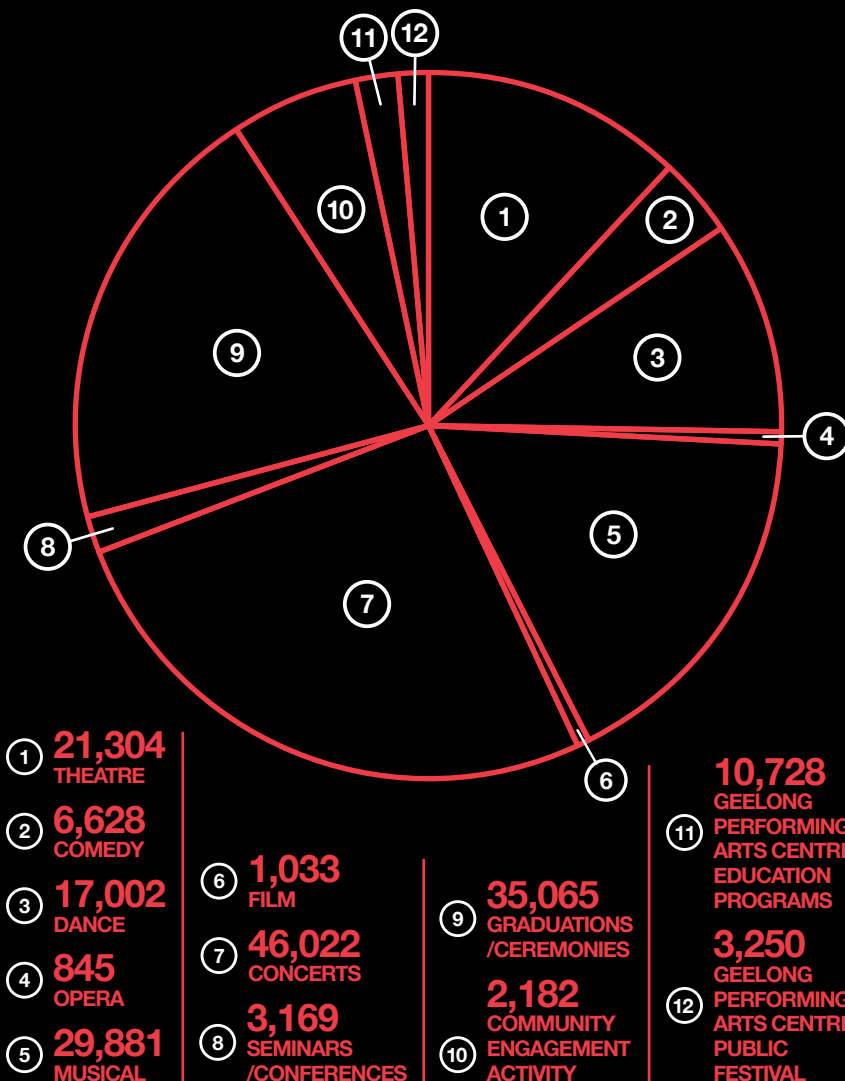 11
12
1
2
10
3
9
4
5
8
7
6
1 21,304
THEATRE
2 6,628
COMEDY
3 17,002
DANCE
4 845
OPERA
5 29,881
MUSICAL
6 1,033
FILM
7 46,022
CONCERTS
8 3,169
SEMINARS
/CONFERENCES
9 35,065
GRADUATIONS
/CEREMONIES
10 2,182
COMMUNITY
ENGAGEMENT
ACTIVITY
11 10,728
GEELONG
PERFORMING
ARTS CENTRE
EDUCATION
PROGRAMS
12 3,250
GEELONG
PERFORMING
ARTS CENTRE
PUBLIC
FESTIVAL